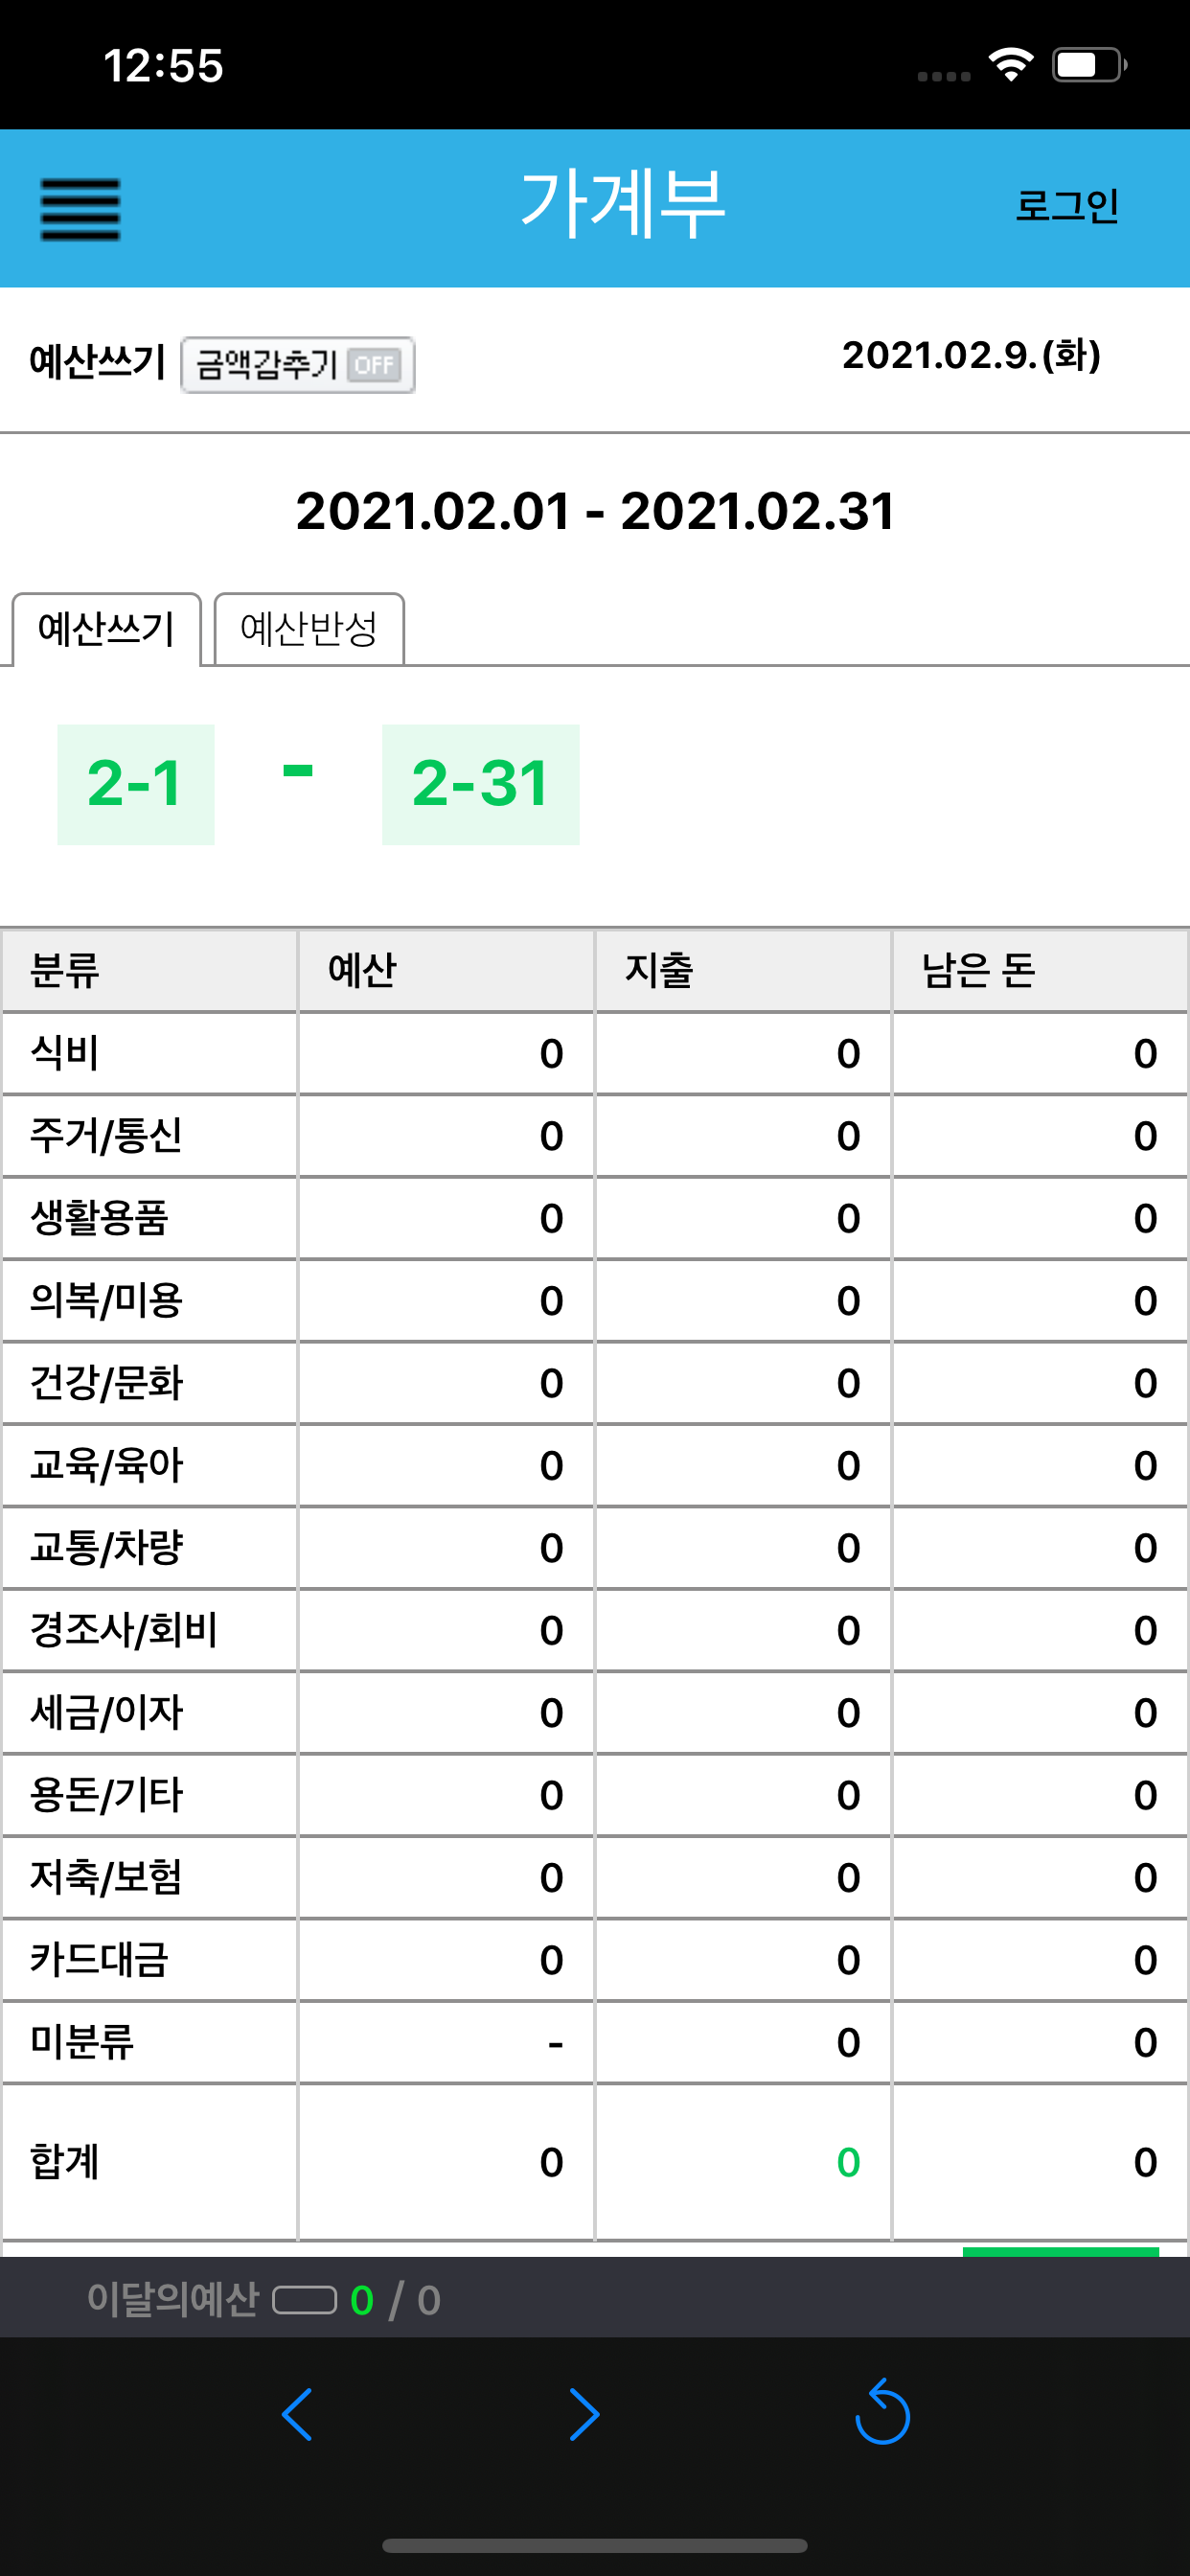 12:55
가계부
로그인
예산쓰기 금액감추기 OFF 2021.02.9.(화)
2021.02.01 - 2021.02.31
예산쓰기 예산반성
2-1 - 2-31
분류 예산 지출 남은 돈
식비 0 0 0
주거/통신 0 0 0
생활용품 0 0 0
의복/미용 0 0 0
건강/문화 0 0 0
교육/육아 0 0 0
교통/차량 0 0 0
경조사/회비 0 0 0
세금/이자 0 0 0
용돈/기타 0 0 0
저축/보험 0 0 0
카드대금 0 0 0
미분류 - 0 0
합계 0 0 0
이달의예산 0 / 0